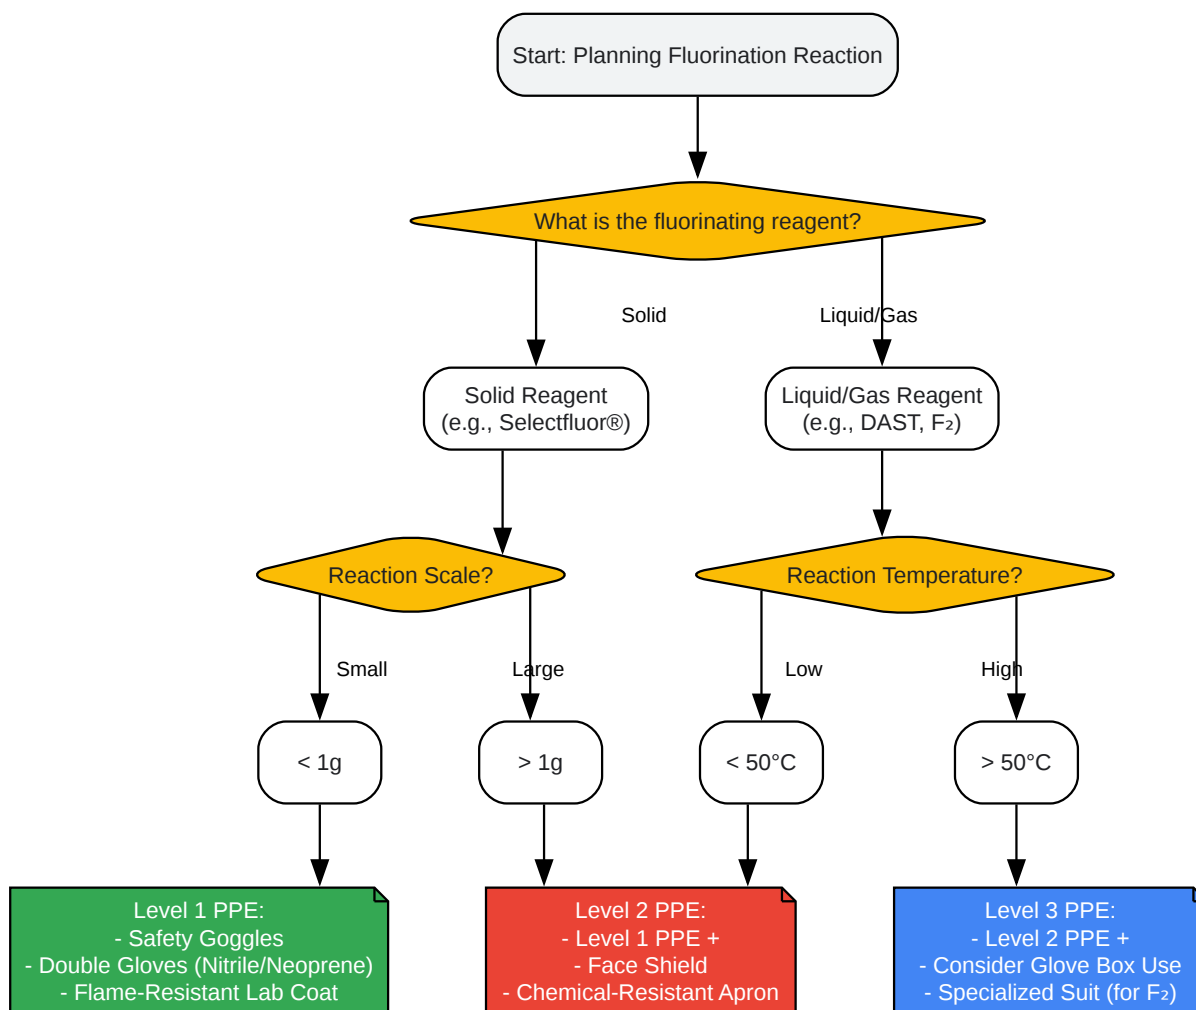 Start: Planning Fluorination Reaction
What is the fluorinating reagent?
Solid
Liquid/Gas
Solid Reagent
(e.g., Selectfluor®)
Liquid/Gas Reagent
(e.g., DAST, F₂)
Reaction Scale?
Reaction Temperature?
Small
Large
Low
High
< 1g
> 1g
< 50°C
> 50°C
Level 1 PPE:
- Safety Goggles
- Double Gloves (Nitrile/Neoprene)
- Flame-Resistant Lab Coat
Level 2 PPE:
- Level 1 PPE +
- Face Shield
- Chemical-Resistant Apron
Level 3 PPE:
- Level 2 PPE +
- Consider Glove Box Use
- Specialized Suit (for F₂)